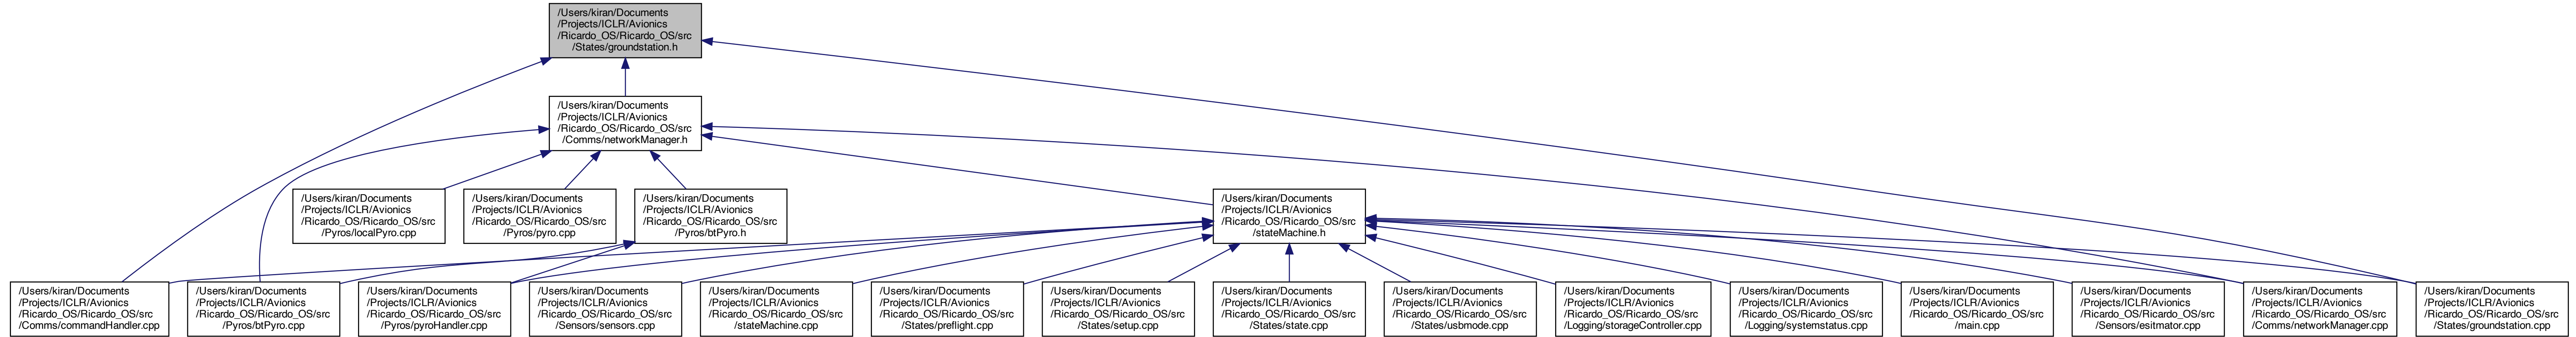 /Users/kiran/Documents
/Projects/ICLR/Avionics
/Ricardo_OS/Ricardo_OS/src
/States/groundstation.h
/Users/kiran/Documents
/Projects/ICLR/Avionics
/Ricardo_OS/Ricardo_OS/src
/Comms/networkManager.h
/Users/kiran/Documents
/Projects/ICLR/Avionics
/Ricardo_OS/Ricardo_OS/src
/Pyros/localPyro.cpp
/Users/kiran/Documents
/Projects/ICLR/Avionics
/Ricardo_OS/Ricardo_OS/src
/Pyros/pyro.cpp
/Users/kiran/Documents
/Projects/ICLR/Avionics
/Ricardo_OS/Ricardo_OS/src
/Pyros/btPyro.h
/Users/kiran/Documents
/Projects/ICLR/Avionics
/Ricardo_OS/Ricardo_OS/src
/stateMachine.h
/Users/kiran/Documents
/Projects/ICLR/Avionics
/Ricardo_OS/Ricardo_OS/src
/Comms/commandHandler.cpp
/Users/kiran/Documents
/Projects/ICLR/Avionics
/Ricardo_OS/Ricardo_OS/src
/Pyros/btPyro.cpp
/Users/kiran/Documents
/Projects/ICLR/Avionics
/Ricardo_OS/Ricardo_OS/src
/Pyros/pyroHandler.cpp
/Users/kiran/Documents
/Projects/ICLR/Avionics
/Ricardo_OS/Ricardo_OS/src
/Sensors/sensors.cpp
/Users/kiran/Documents
/Projects/ICLR/Avionics
/Ricardo_OS/Ricardo_OS/src
/stateMachine.cpp
/Users/kiran/Documents
/Projects/ICLR/Avionics
/Ricardo_OS/Ricardo_OS/src
/States/preflight.cpp
/Users/kiran/Documents
/Projects/ICLR/Avionics
/Ricardo_OS/Ricardo_OS/src
/States/setup.cpp
/Users/kiran/Documents
/Projects/ICLR/Avionics
/Ricardo_OS/Ricardo_OS/src
/States/state.cpp
/Users/kiran/Documents
/Projects/ICLR/Avionics
/Ricardo_OS/Ricardo_OS/src
/States/usbmode.cpp
/Users/kiran/Documents
/Projects/ICLR/Avionics
/Ricardo_OS/Ricardo_OS/src
/Logging/storageController.cpp
/Users/kiran/Documents
/Projects/ICLR/Avionics
/Ricardo_OS/Ricardo_OS/src
/Logging/systemstatus.cpp
/Users/kiran/Documents
/Projects/ICLR/Avionics
/Ricardo_OS/Ricardo_OS/src
/main.cpp
/Users/kiran/Documents
/Projects/ICLR/Avionics
/Ricardo_OS/Ricardo_OS/src
/Sensors/esitmator.cpp
/Users/kiran/Documents
/Projects/ICLR/Avionics
/Ricardo_OS/Ricardo_OS/src
/Comms/networkManager.cpp
/Users/kiran/Documents
/Projects/ICLR/Avionics
/Ricardo_OS/Ricardo_OS/src
/States/groundstation.cpp